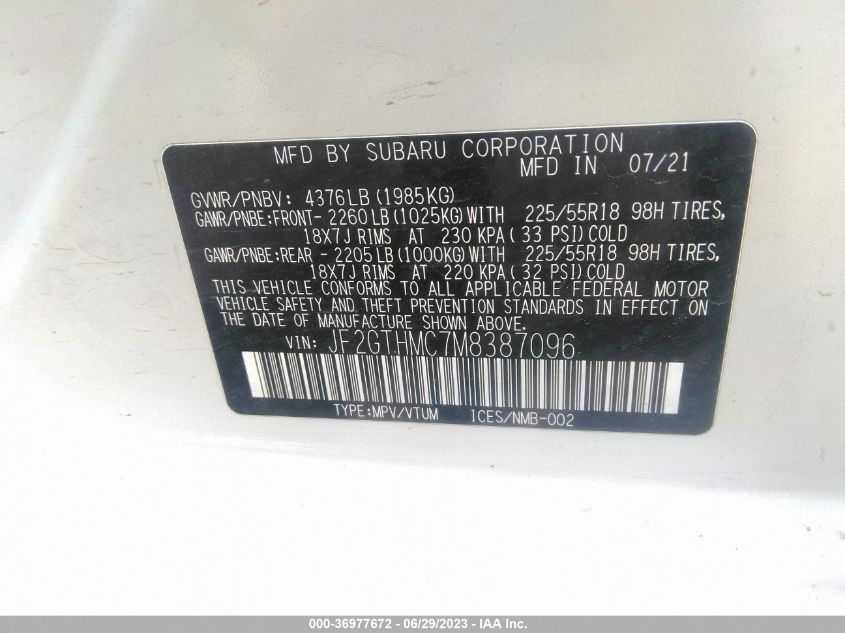 MFD BY SUBARU CORPORATION
MFD IN 07/21
GVWR/PNBV: 4376LB (1985KG)
GAWR/PNBE:FRONT- 2260 LB (1025KG) WITH 225/55R18 98H TIRES,
18X7J RIMS AT 230 KPA ( 33 PSI) COLD
GAWR/PNBE:REAR - 2205 LB (1000KG) WITH 225/55R18 98H TIRES,
18X7J RIMS AT 220 KPA ( 32 PSI) COLD
THIS VEHICLE CONFORMS TO ALL APPLICABLE FEDERAL MOTOR
VEHICLE SAFETY AND THEFT PREVENTION STANDARDS IN EFFECT ON
THE DATE OF MANUFACTURE SHOWN ABOVE.
VIN: JF2GTHMC7M8387096
TYPE:MPV/VTUM ICES/NMB-002
000-36977672 - 06/29/2023 - IAA Inc.